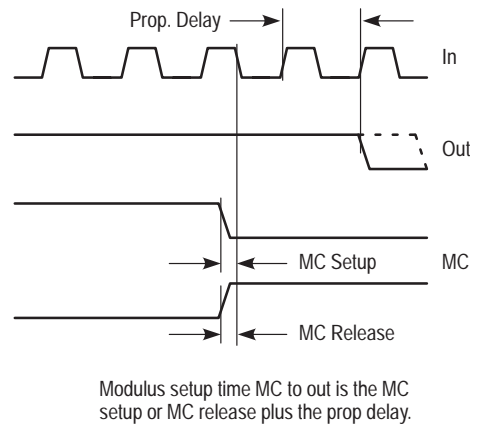 Prop. Delay
In
Out
MC Setup
MC
MC Release
Modulus setup time MC to out is the MC
setup or MC release plus the prop delay.